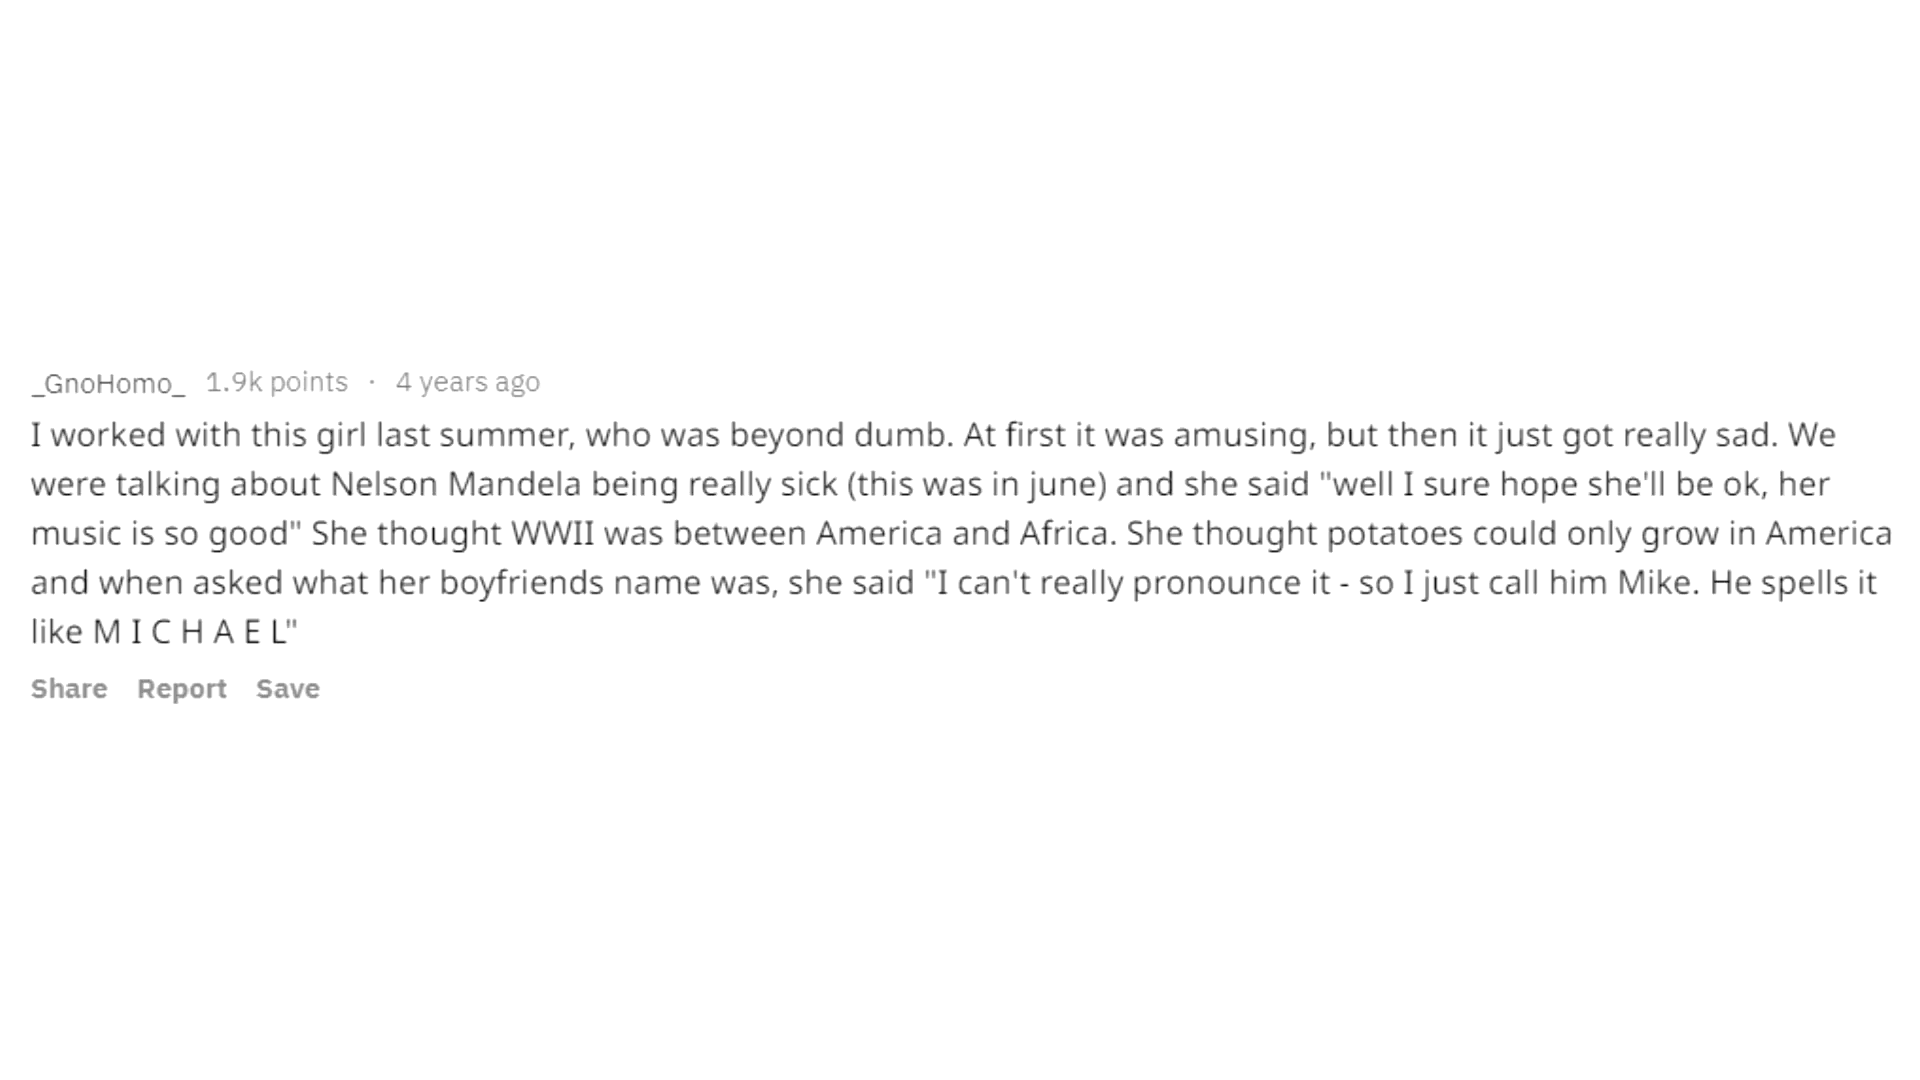 _GnoHomo_ 1.9k points · 4 years ago
I worked with this girl last summer, who was beyond dumb. At first it was amusing, but then it just got really sad. We
were talking about Nelson Mandela being really sick (this was in june) and she said "well I sure hope she'll be ok, her
music is so good" She thought WWII was between America and Africa. She thought potatoes could only grow in America
and when asked what her boyfriends name was, she said "I can't really pronounce it - so I just call him Mike. He spells it
like M I C H A E L"
Share Report Save